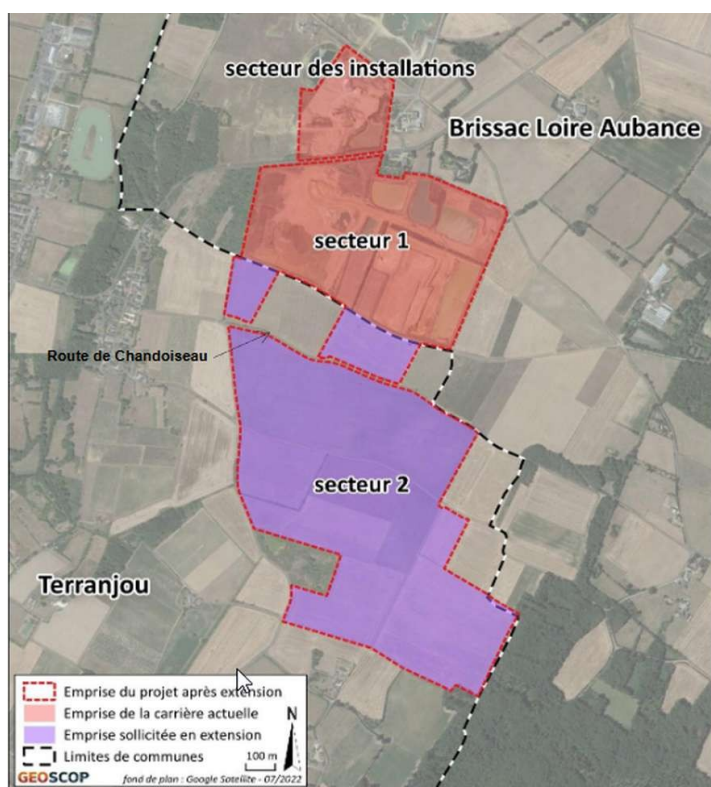 secteur des installations
Brissac Loire Aubance
secteur 1
Route de Chandoiseau
secteur 2
Terranjou
Emprise du projet après extension
Emprise de la carrière actuelle
Emprise sollicitée en extension
Limites de communes
N
100 m
GEOSCOP
fond de plan : Google Satellite - 07/2022